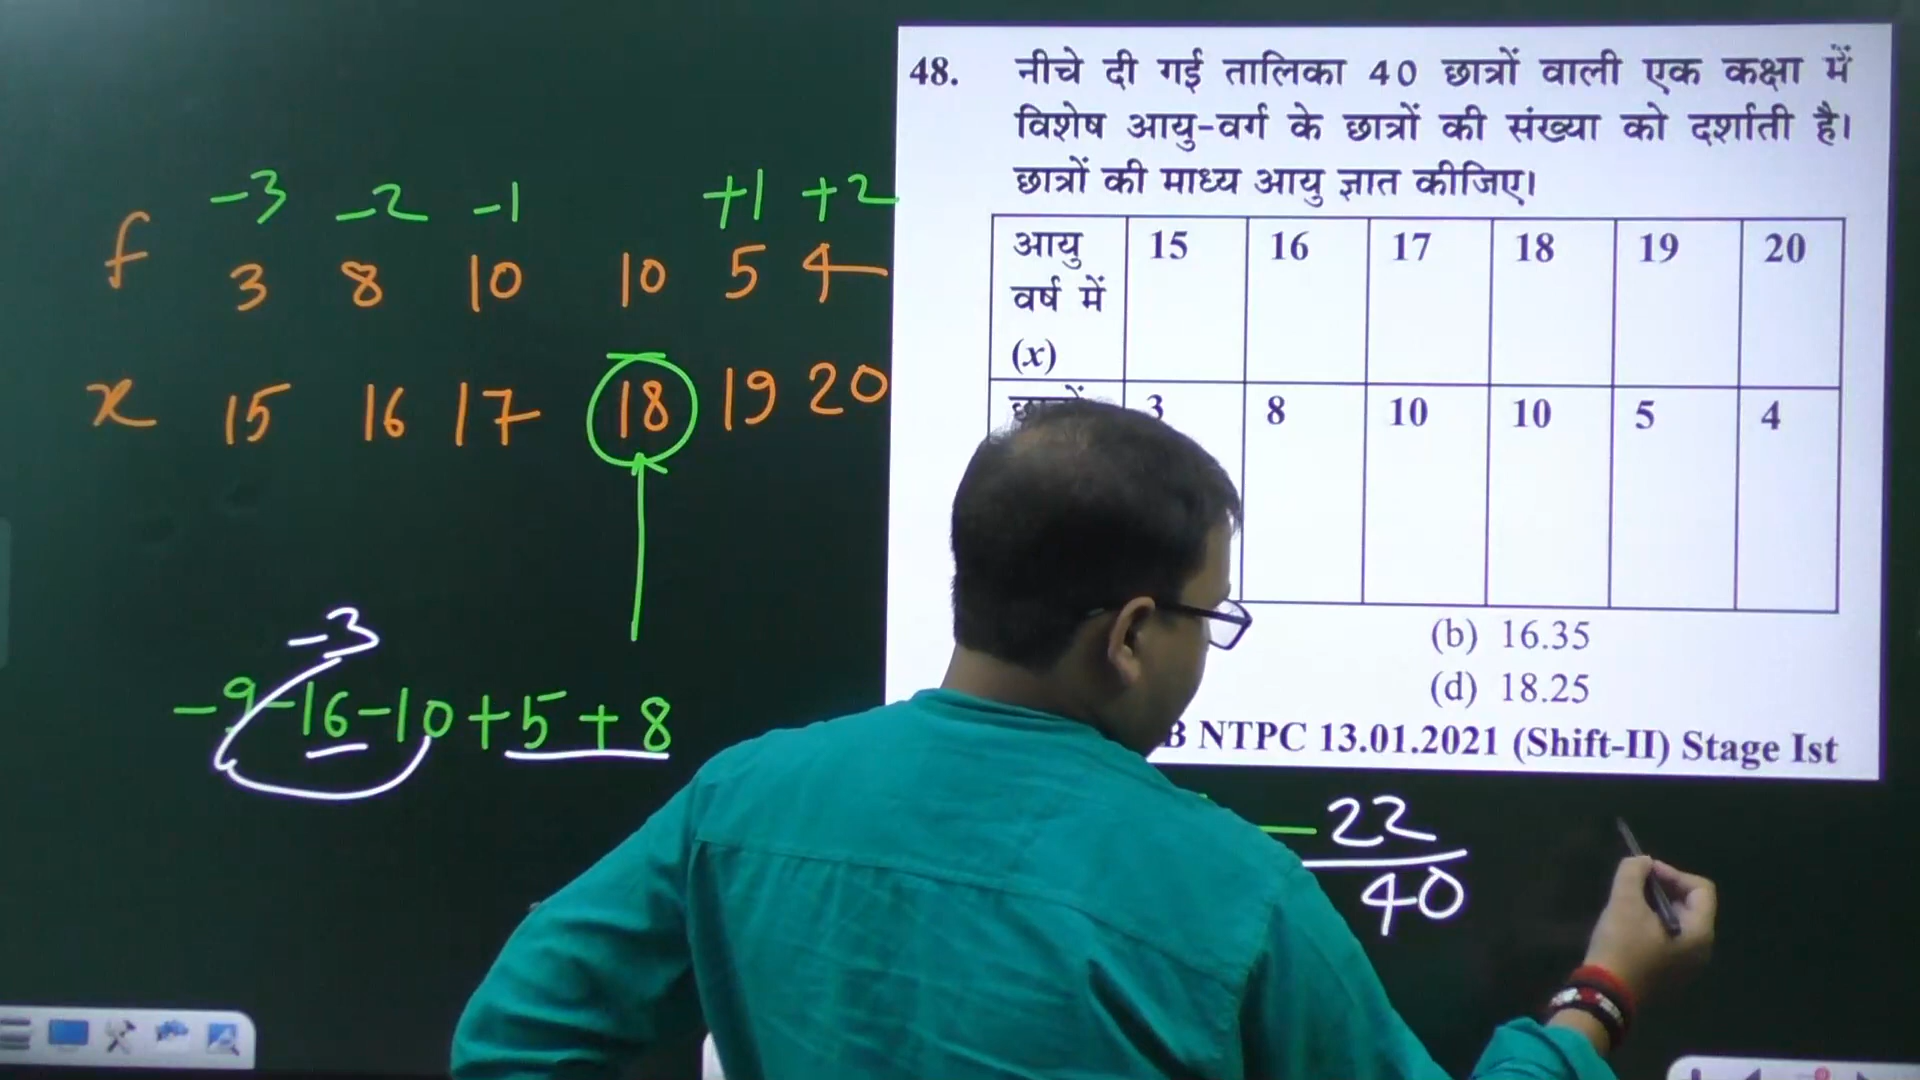 -3 -2 -1 +1 +2
f 3 8 10 10 5 4
x 15 16 17 18 19 20
-3
-9-16-10+5+8
48. नीचे दी गई तालिका 40 छात्रों वाली एक कक्षा में
विशेष आयु-वर्ग के छात्रों की संख्या को दर्शाती है।
छात्रों की माध्य आयु ज्ञात कीजिए।
आयु 15 16 17 18 19 20
वर्ष में
(x)
3 8 10 10 5 4
(b) 16.35
(d) 18.25
B NTPC 13.01.2021 (Shift-II) Stage Ist
-22
40